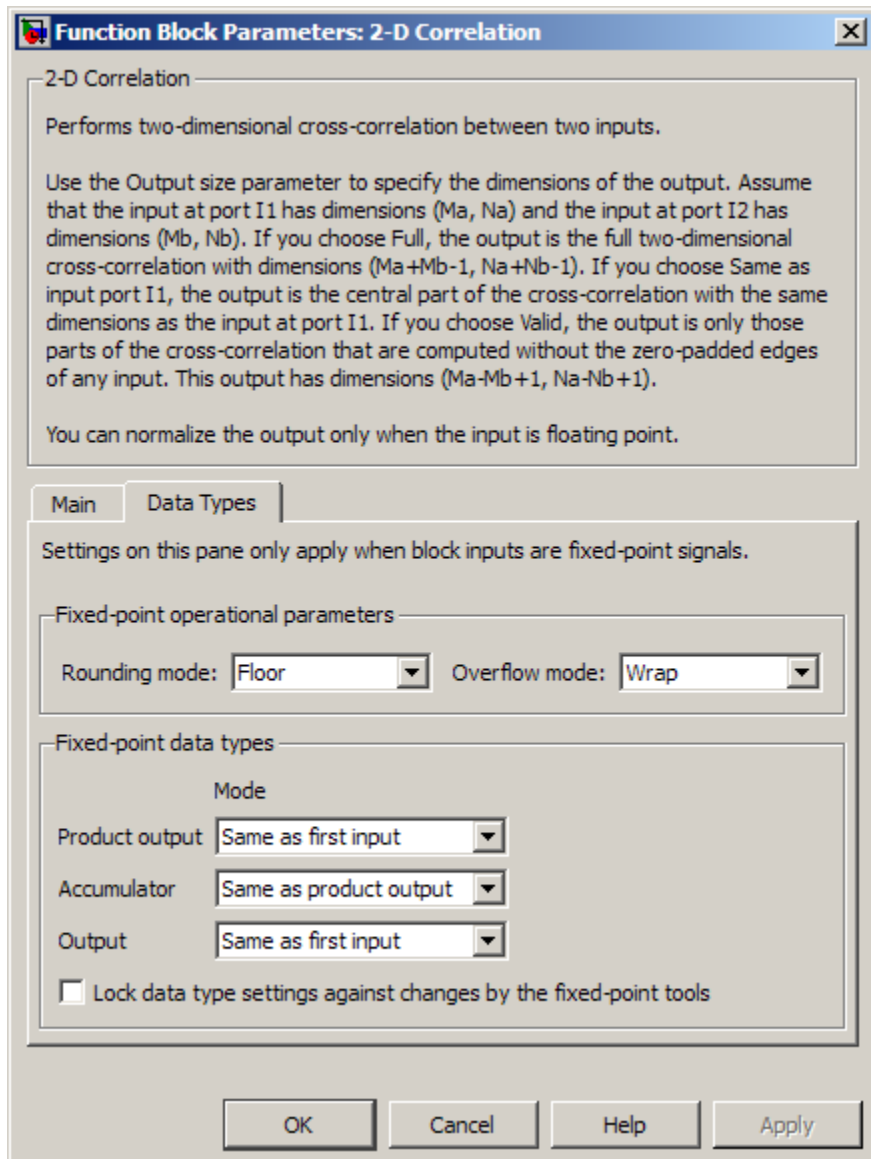 Function Block Parameters: 2-D Correlation
2-D Correlation
Performs two-dimensional cross-correlation between two inputs.
Use the Output size parameter to specify the dimensions of the output. Assume
that the input at port I1 has dimensions (Ma, Na) and the input at port I2 has
dimensions (Mb, Nb). If you choose Full, the output is the full two-dimensional
cross-correlation with dimensions (Ma+Mb-1, Na+Nb-1). If you choose Same as
input port I1, the output is the central part of the cross-correlation with the same
dimensions as the input at port I1. If you choose Valid, the output is only those
parts of the cross-correlation that are computed without the zero-padded edges
of any input. This output has dimensions (Ma-Mb+1, Na-Nb+1).
You can normalize the output only when the input is floating point.
Main Data Types
Settings on this pane only apply when block inputs are fixed-point signals.
Fixed-point operational parameters
Rounding mode: Floor Overflow mode: Wrap
Fixed-point data types
Mode
Product output Same as first input
Accumulator Same as product output
Output Same as first input
Lock data type settings against changes by the fixed-point tools
OK Cancel Help Apply